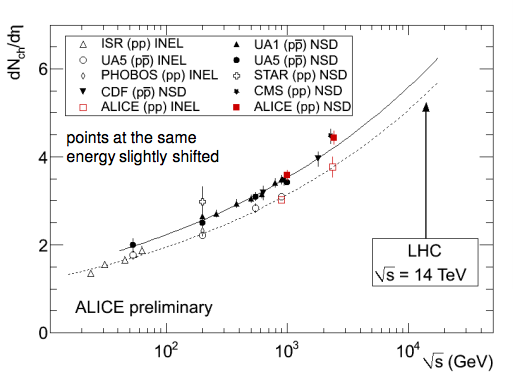 dN_ch/dη
6
4
2
0
ISR (pp) INEL
UA5 (pp̅) INEL
PHOBOS (pp) INEL
CDF (pp̅) NSD
ALICE (pp) INEL
UA1 (pp̅) NSD
UA5 (pp̅) NSD
STAR (pp) NSD
CMS (pp) NSD
ALICE (pp) NSD
points at the same
energy slightly shifted
LHC
√s = 14 TeV
ALICE preliminary
10²
10³
10⁴
√s (GeV)